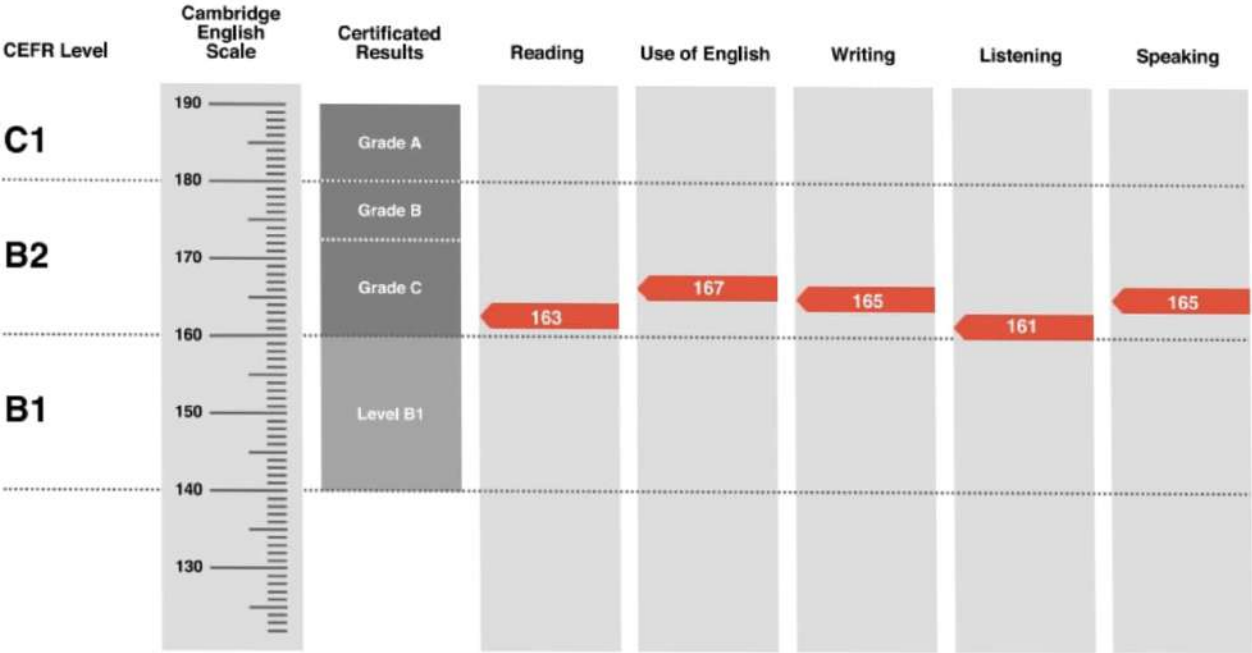 CEFR Level
Cambridge
English
Scale
Certificated
Results
Reading
Use of English
Writing
Listening
Speaking
190
C1
Grade A
180
Grade B
B2
170
Grade C
167
165
165
163
161
160
B1
150
Level B1
140
130